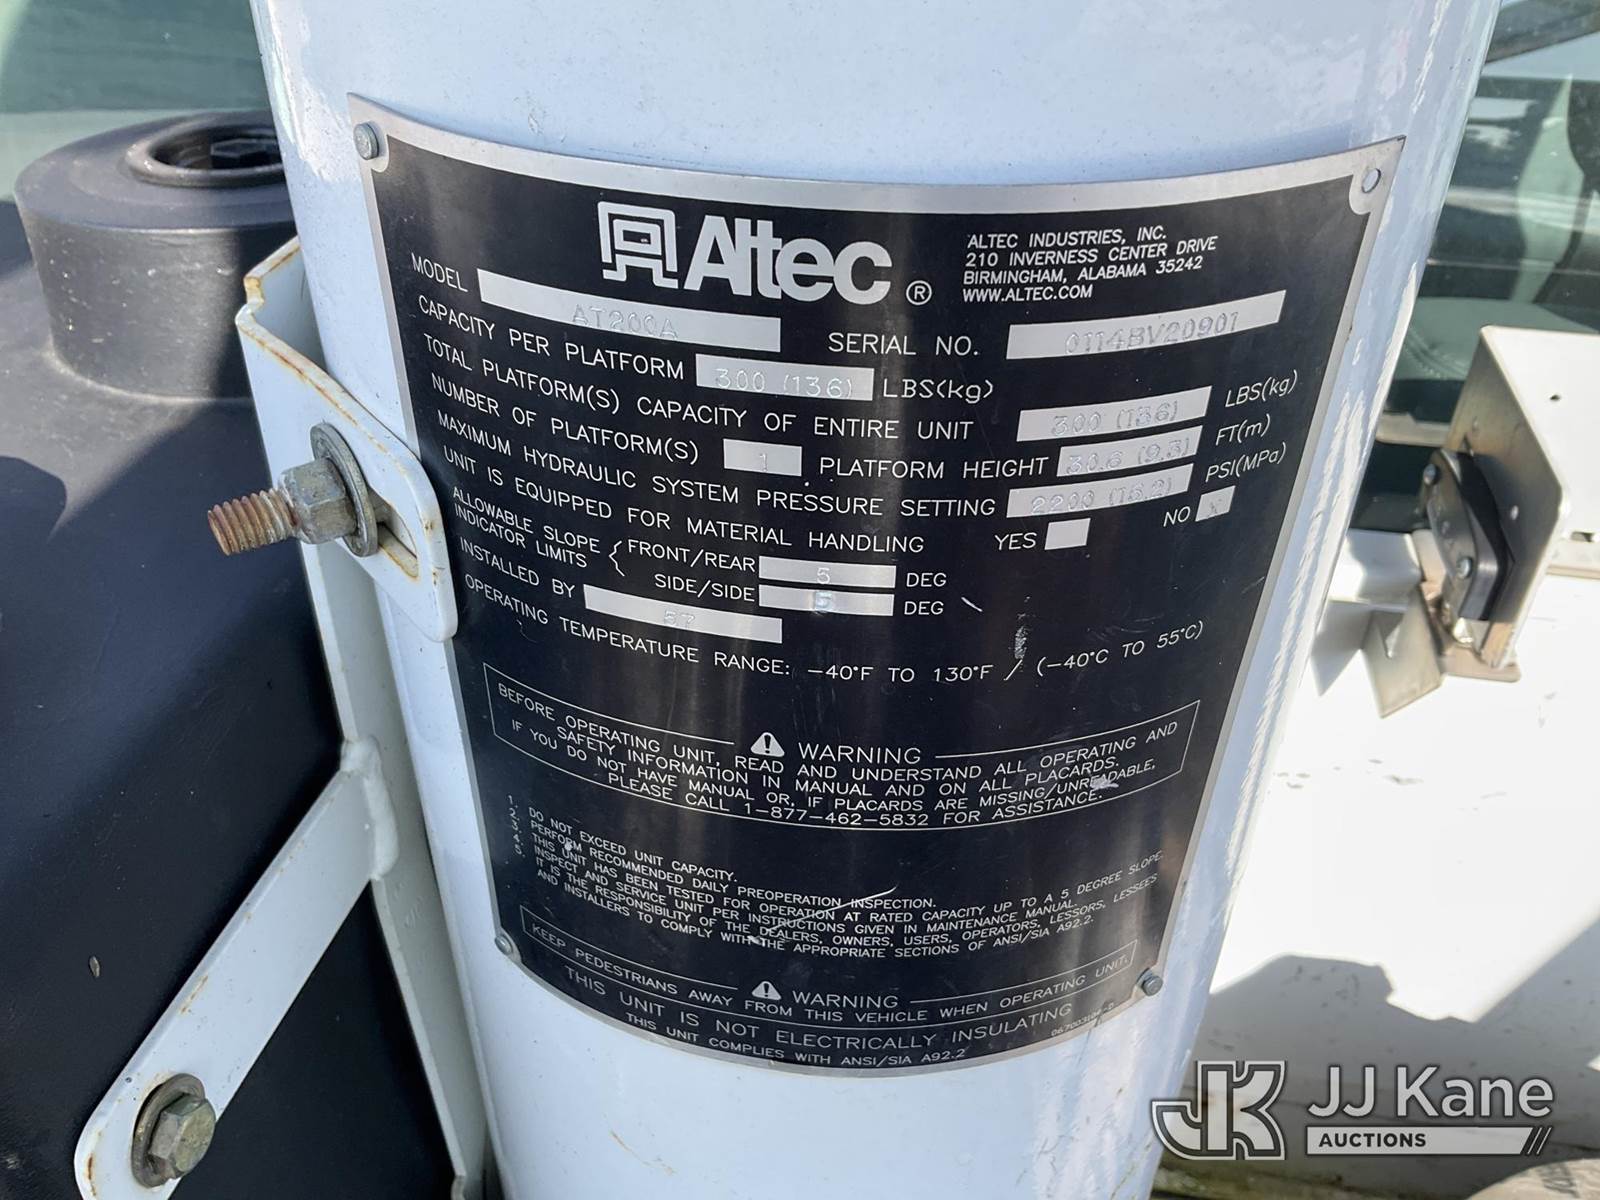 Altec ®
ALTEC INDUSTRIES, INC.
210 INVERNESS CENTER DRIVE
BIRMINGHAM, ALABAMA 35242
WWW.ALTEC.COM
MODEL AT200A SERIAL NO. 0114BV20901
CAPACITY PER PLATFORM 300 (136) LBS(kg)
TOTAL PLATFORM(S) CAPACITY OF ENTIRE UNIT 300 (136) LBS(kg)
NUMBER OF PLATFORM(S) 1 PLATFORM HEIGHT 30.6 (9.3) FT(m)
MAXIMUM HYDRAULIC SYSTEM PRESSURE SETTING 2200 (15.2) PSI(MPa)
UNIT IS EQUIPPED FOR MATERIAL HANDLING YES NO X
ALLOWABLE SLOPE INDICATOR LIMITS { FRONT/REAR 5 DEG
SIDE/SIDE 5 DEG
INSTALLED BY 57
OPERATING TEMPERATURE RANGE: -40°F TO 130°F / (-40°C TO 55°C)
WARNING
BEFORE OPERATING UNIT, READ AND UNDERSTAND ALL OPERATING AND
SAFETY INFORMATION IN MANUAL AND ON ALL PLACARDS.
IF YOU DO NOT HAVE MANUAL OR, IF PLACARDS ARE MISSING/UNREADABLE,
PLEASE CALL 1-877-462-5832 FOR ASSISTANCE.
1. DO NOT EXCEED UNIT CAPACITY.
2. PERFORM RECOMMENDED DAILY PREOPERATION INSPECTION.
3. THIS UNIT HAS BEEN TESTED FOR OPERATION AT RATED CAPACITY UP TO A 5 DEGREE SLOPE.
4. INSPECT AND SERVICE UNIT PER INSTRUCTIONS GIVEN IN MAINTENANCE MANUAL.
5. IT IS THE RESPONSIBILITY OF THE DEALERS, OWNERS, USERS, OPERATORS, LESSORS, LESSEES
AND INSTALLERS TO COMPLY WITH THE APPROPRIATE SECTIONS OF ANSI/SIA A92.2.
WARNING
KEEP PEDESTRIANS AWAY FROM THIS VEHICLE WHEN OPERATING UNIT.
THIS UNIT IS NOT ELECTRICALLY INSULATING
THIS UNIT COMPLIES WITH ANSI/SIA A92.2
JK JJ Kane
AUCTIONS